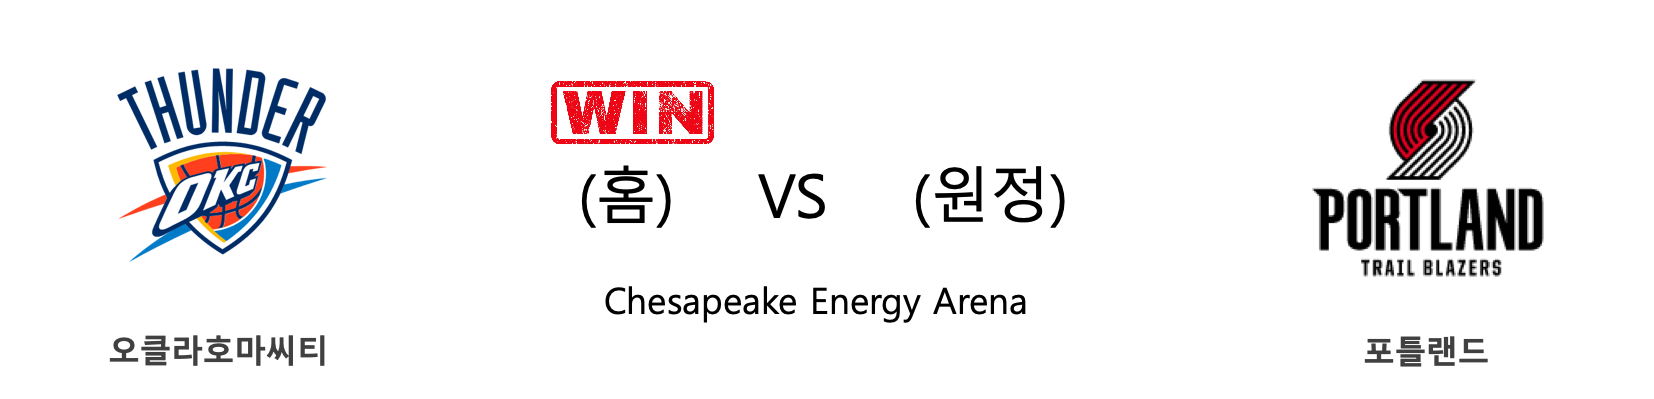 THUNDER
OKC
오클라호마씨티
WIN
(홈) VS (원정)
Chesapeake Energy Arena
PORTLAND
TRAIL BLAZERS
포틀랜드